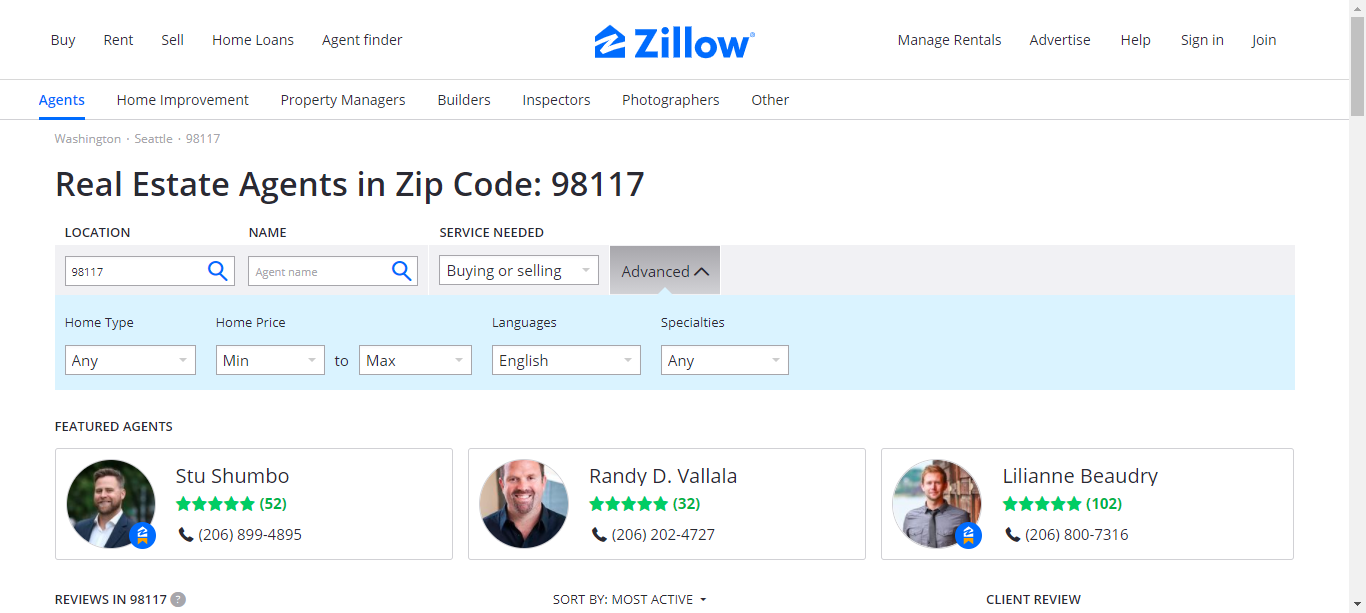 Buy Rent Sell Home Loans Agent finder Zillow® Manage Rentals Advertise Help Sign in Join
Agents Home Improvement Property Managers Builders Inspectors Photographers Other
Washington · Seattle · 98117
Real Estate Agents in Zip Code: 98117
LOCATION NAME SERVICE NEEDED
98117 Agent name Buying or selling Advanced
Home Type Home Price Languages Specialties
Any Min to Max English Any
FEATURED AGENTS
Stu Shumbo Randy D. Vallala Lilianne Beaudry
(52) (32) (102)
(206) 899-4895 (206) 202-4727 (206) 800-7316
REVIEWS IN 98117 ? SORT BY: MOST ACTIVE CLIENT REVIEW